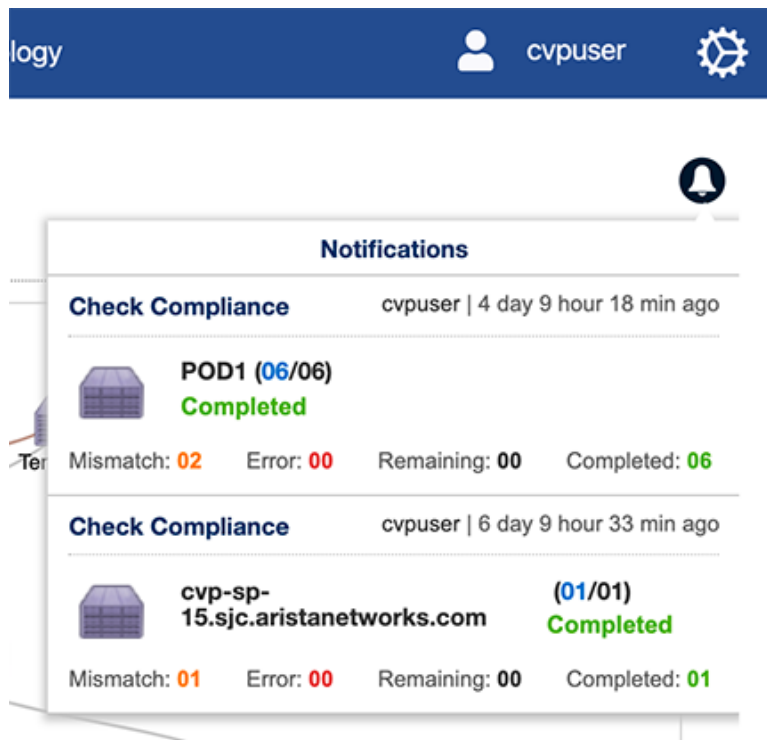 logy
cvpuser
Notifications
Check Compliance cvpuser | 4 day 9 hour 18 min ago
POD1 (06/06)
Completed
Ter
Mismatch: 02 Error: 00 Remaining: 00 Completed: 06
Check Compliance cvpuser | 6 day 9 hour 33 min ago
cvp-sp-
15.sjc.aristanetworks.com
(01/01)
Completed
Mismatch: 01 Error: 00 Remaining: 00 Completed: 01